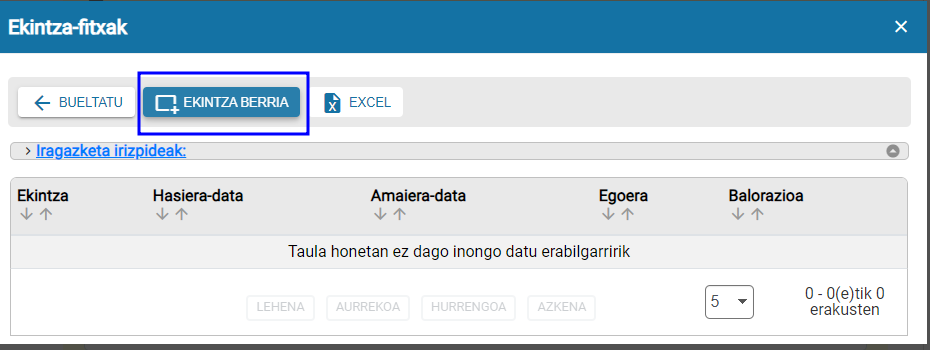 Ekintza-fitxak
BUELTATU EKINTZA BERRIA EXCEL
Iragazketa irizpideak:
Ekintza Hasiera-data Amaiera-data Egoera Balorazioa
Taula honetan ez dago inongo datu erabilgarririk
LEHENA AURREKOA HURRENGOA AZKENA 5 0 - 0(e)tik 0
erakusten